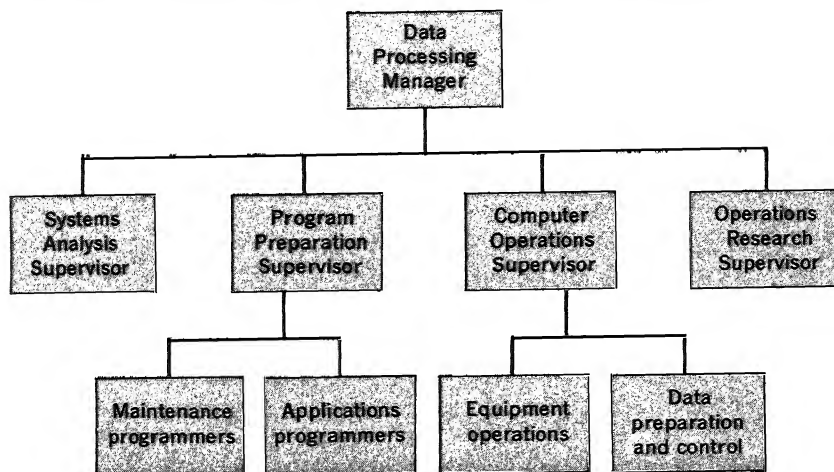 Data
Processing
Manager
Systems
Analysis
Supervisor
Program
Preparation
Supervisor
Computer
Operations
Supervisor
Operations
Research
Supervisor
Maintenance
programmers
Applications
programmers
Equipment
operations
Data
preparation
and control